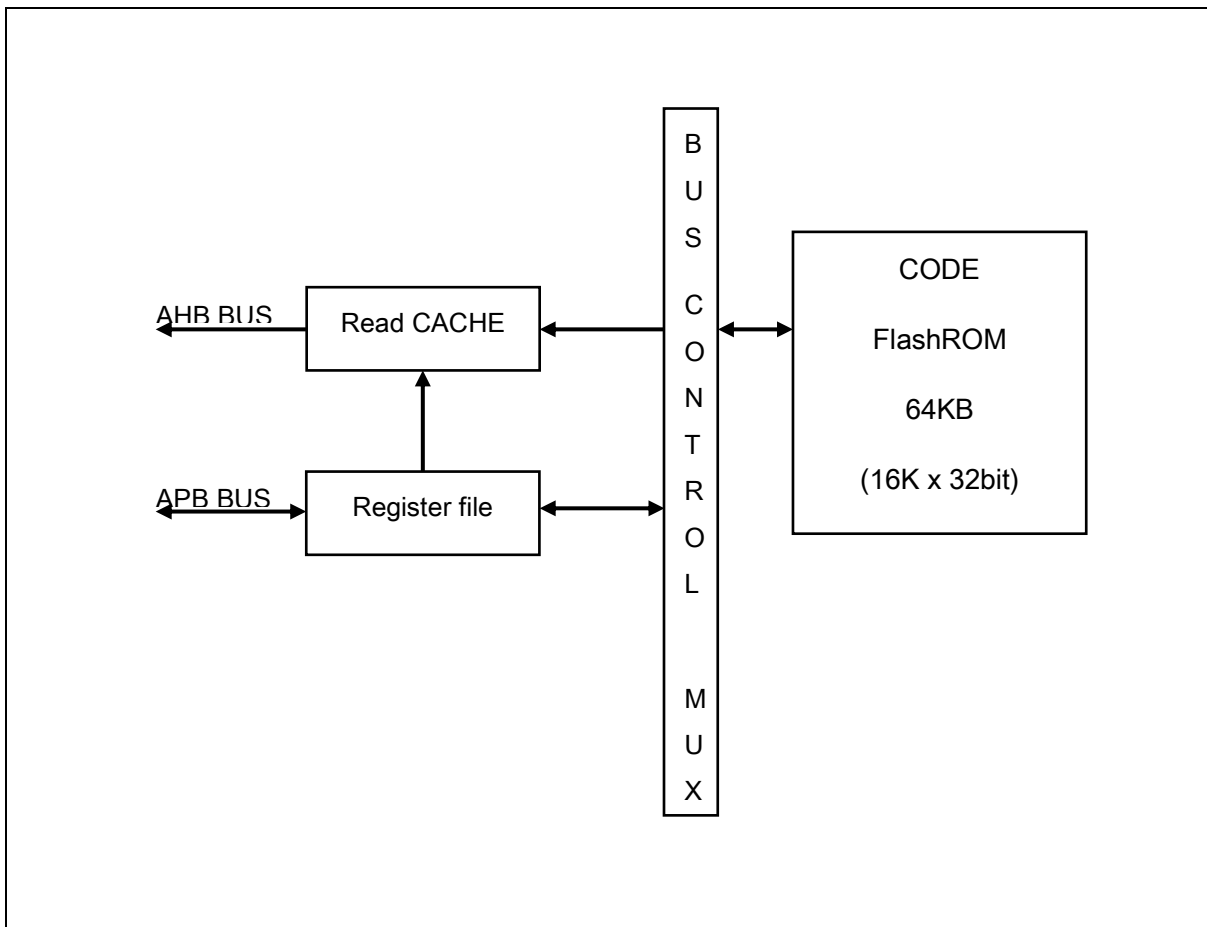 AHB BUS
Read CACHE
APB BUS
Register file
B
U
S
C
O
N
T
R
O
L
M
U
X
CODE
FlashROM
64KB
(16K x 32bit)